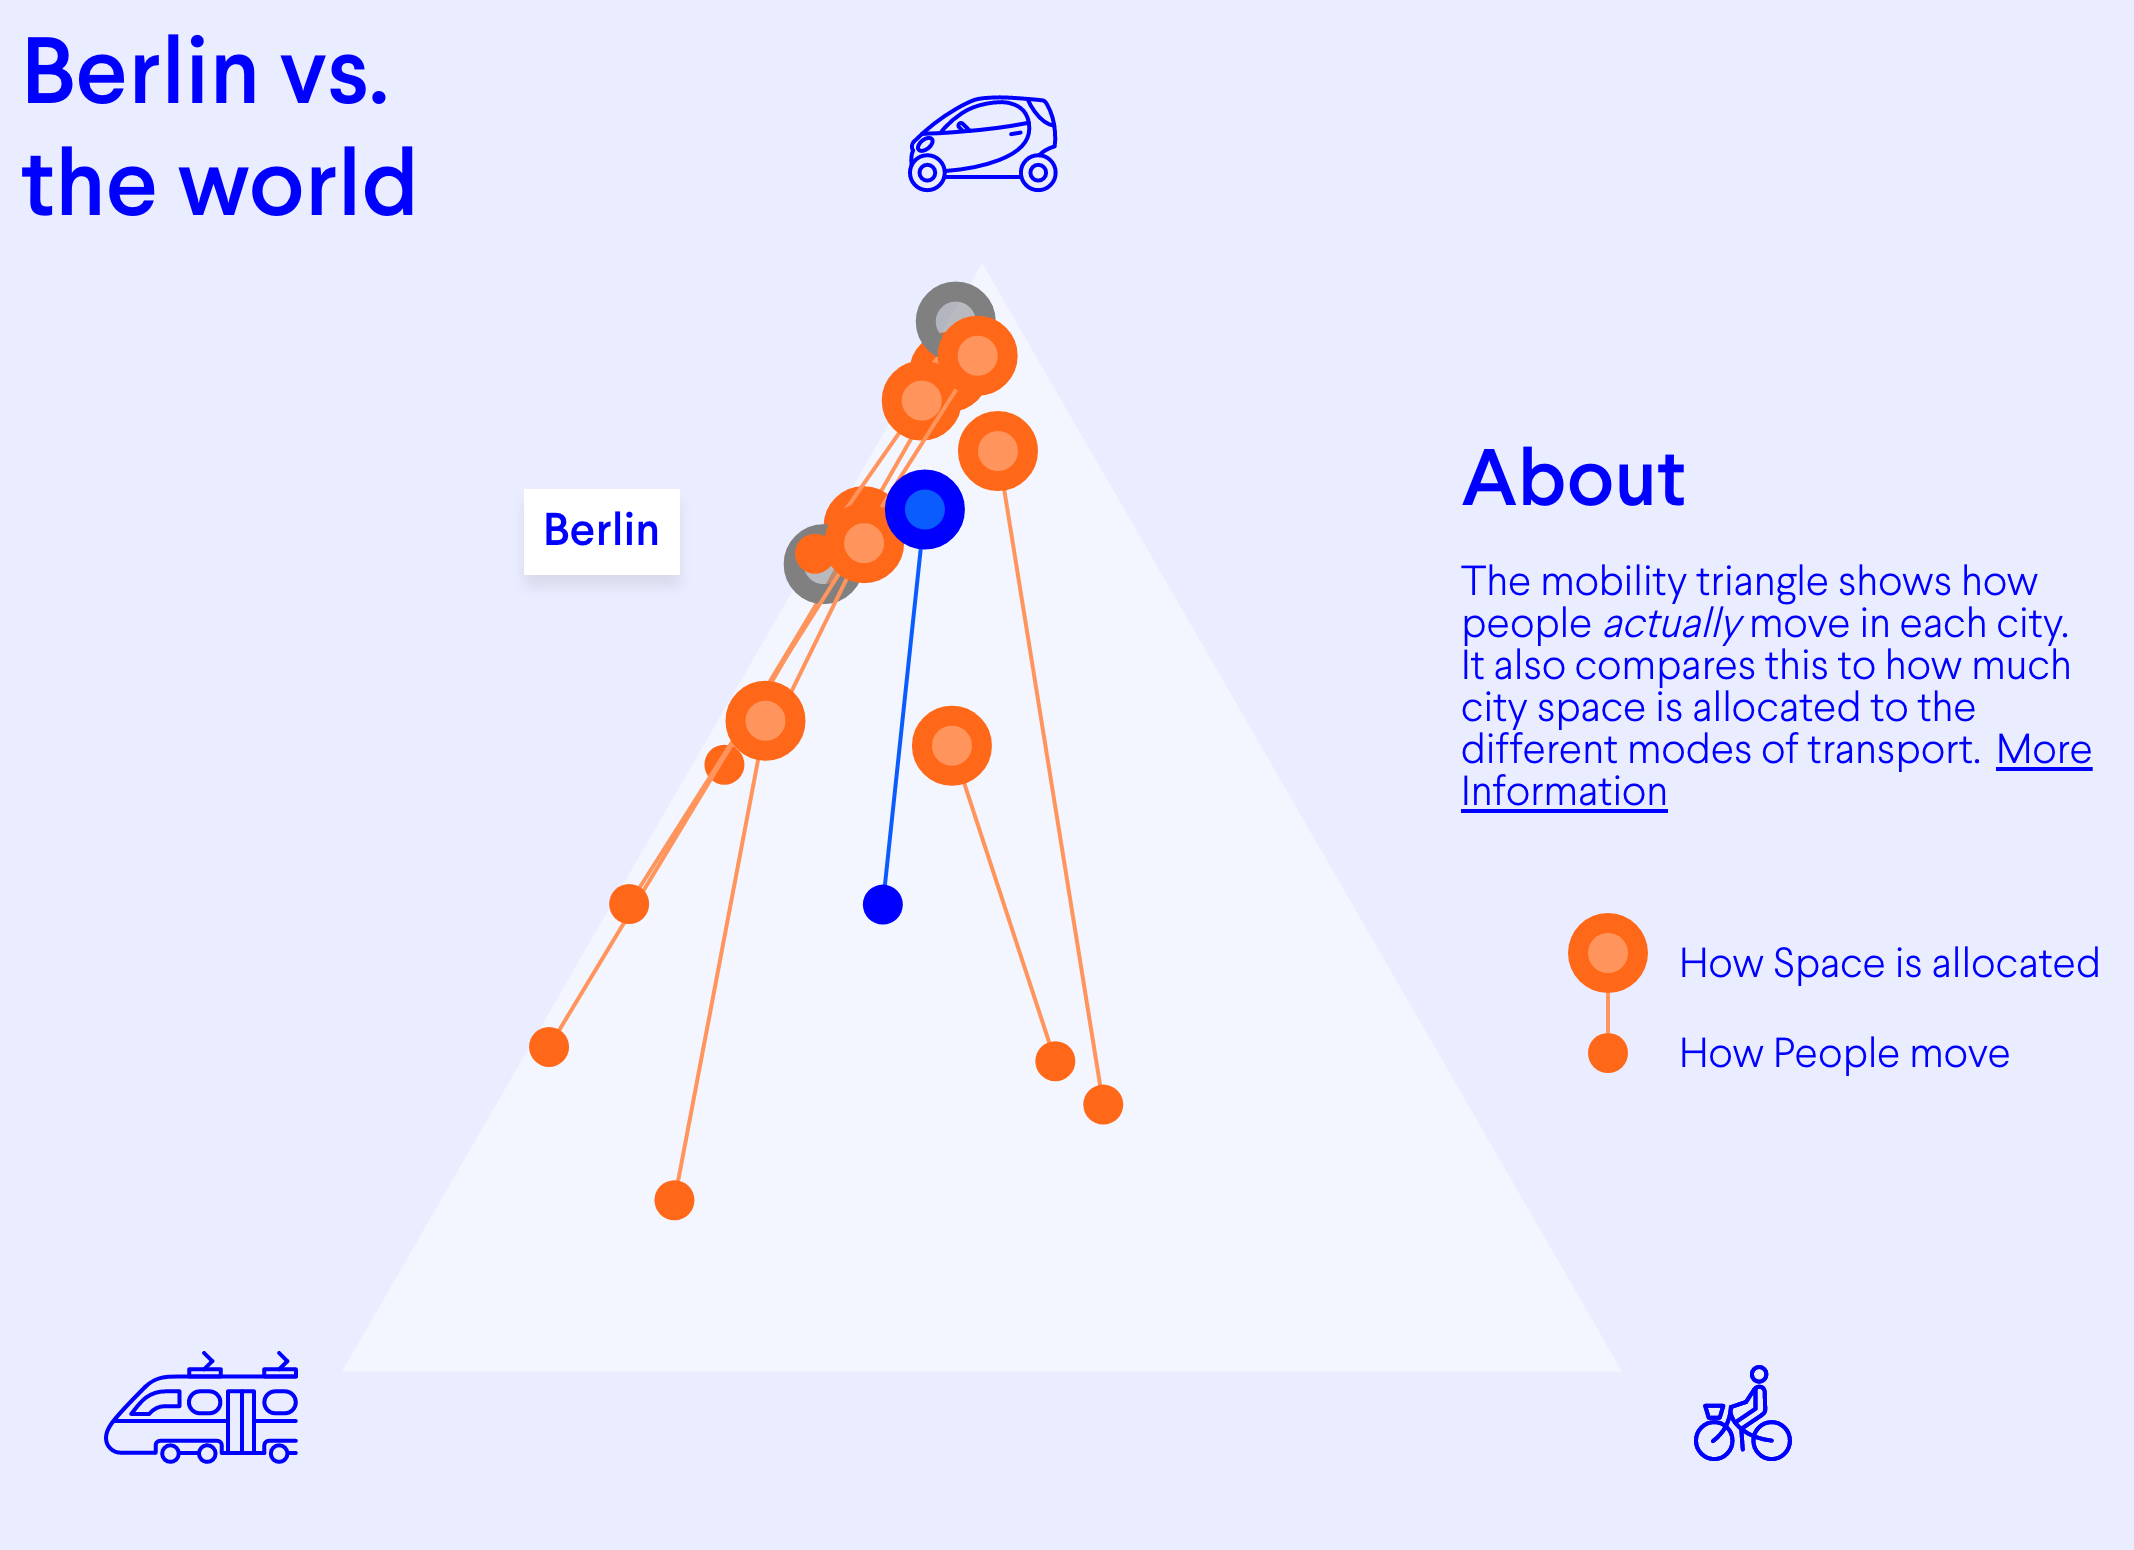 Berlin vs.
the world
Berlin
About
The mobility triangle shows how
people actually move in each city.
It also compares this to how much
city space is allocated to the
different modes of transport. More
Information
How Space is allocated
How People move